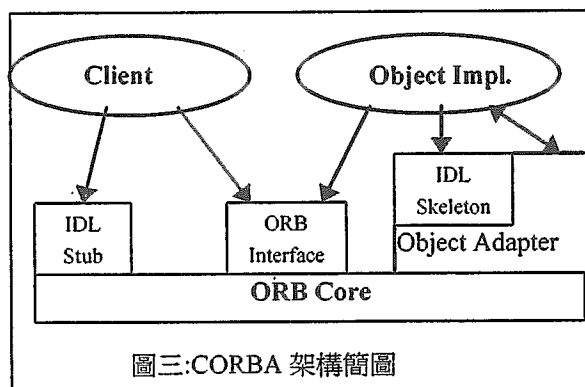 Client
Object Impl.
IDL
Stub
ORB
Interface
IDL
Skeleton
Object Adapter
ORB Core
圖三:CORBA 架構簡圖